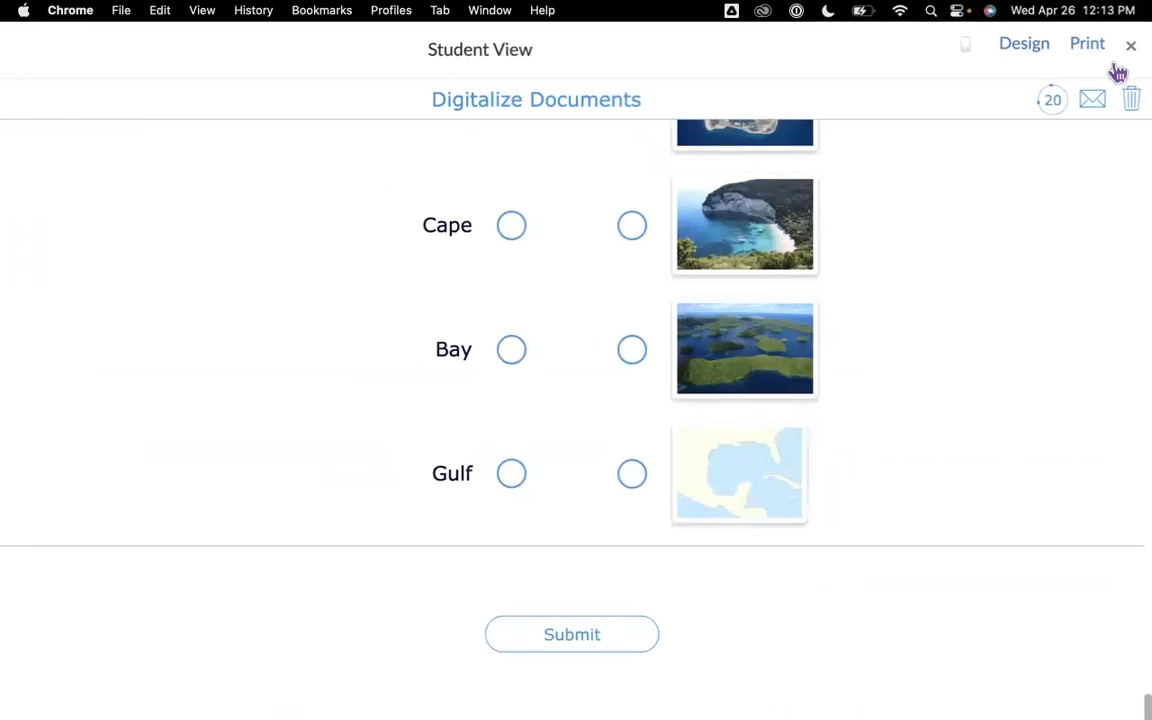 Chrome File Edit View History Bookmarks Profiles Tab Window Help Wed Apr 26 12:13 PM
Student View
Design Print
Digitalize Documents
20
Cape
Bay
Gulf
Submit